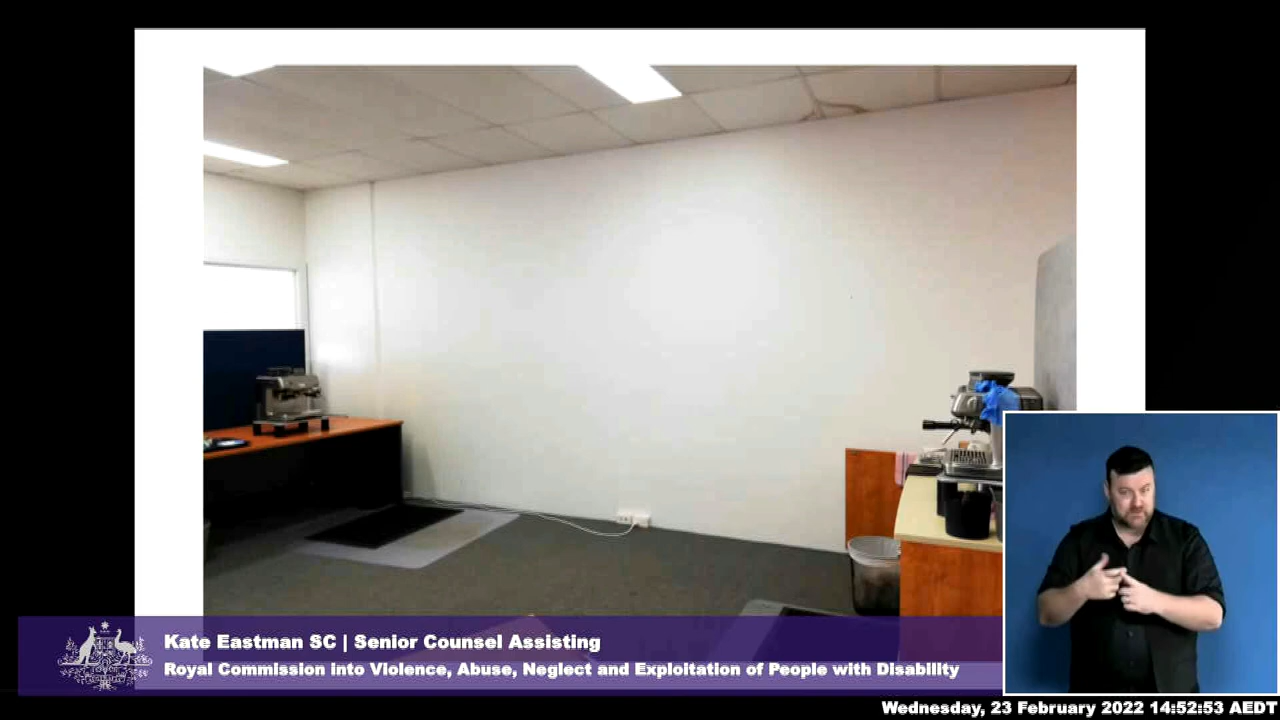 Kate Eastman SC | Senior Counsel Assisting
Royal Commission into Violence, Abuse, Neglect and Exploitation of People with Disability
Wednesday, 23 February 2022 14:52:53 AEDT